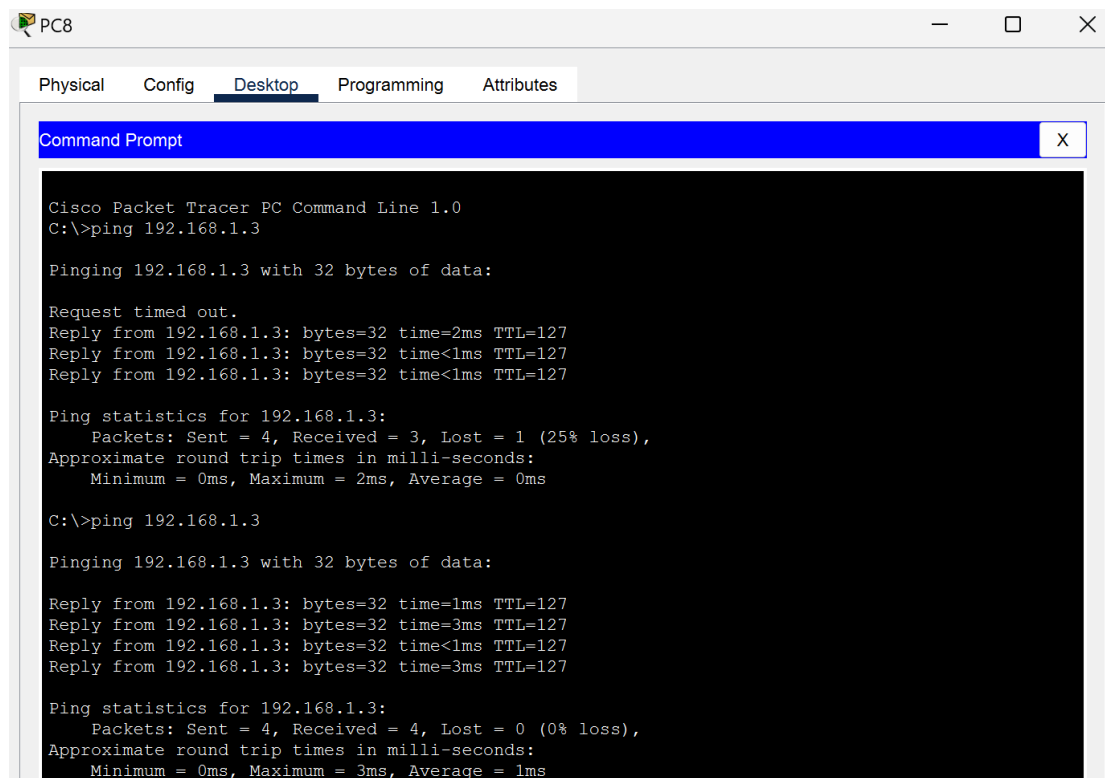 PC8
Physical Config Desktop Programming Attributes
Command Prompt X
Cisco Packet Tracer PC Command Line 1.0
C:\>ping 192.168.1.3
Pinging 192.168.1.3 with 32 bytes of data:
Request timed out.
Reply from 192.168.1.3: bytes=32 time=2ms TTL=127
Reply from 192.168.1.3: bytes=32 time<1ms TTL=127
Reply from 192.168.1.3: bytes=32 time<1ms TTL=127
Ping statistics for 192.168.1.3:
Packets: Sent = 4, Received = 3, Lost = 1 (25% loss),
Approximate round trip times in milli-seconds:
Minimum = 0ms, Maximum = 2ms, Average = 0ms
C:\>ping 192.168.1.3
Pinging 192.168.1.3 with 32 bytes of data:
Reply from 192.168.1.3: bytes=32 time=1ms TTL=127
Reply from 192.168.1.3: bytes=32 time=3ms TTL=127
Reply from 192.168.1.3: bytes=32 time<1ms TTL=127
Reply from 192.168.1.3: bytes=32 time=3ms TTL=127
Ping statistics for 192.168.1.3:
Packets: Sent = 4, Received = 4, Lost = 0 (0% loss),
Approximate round trip times in milli-seconds:
Minimum = 0ms, Maximum = 3ms, Average = 1ms